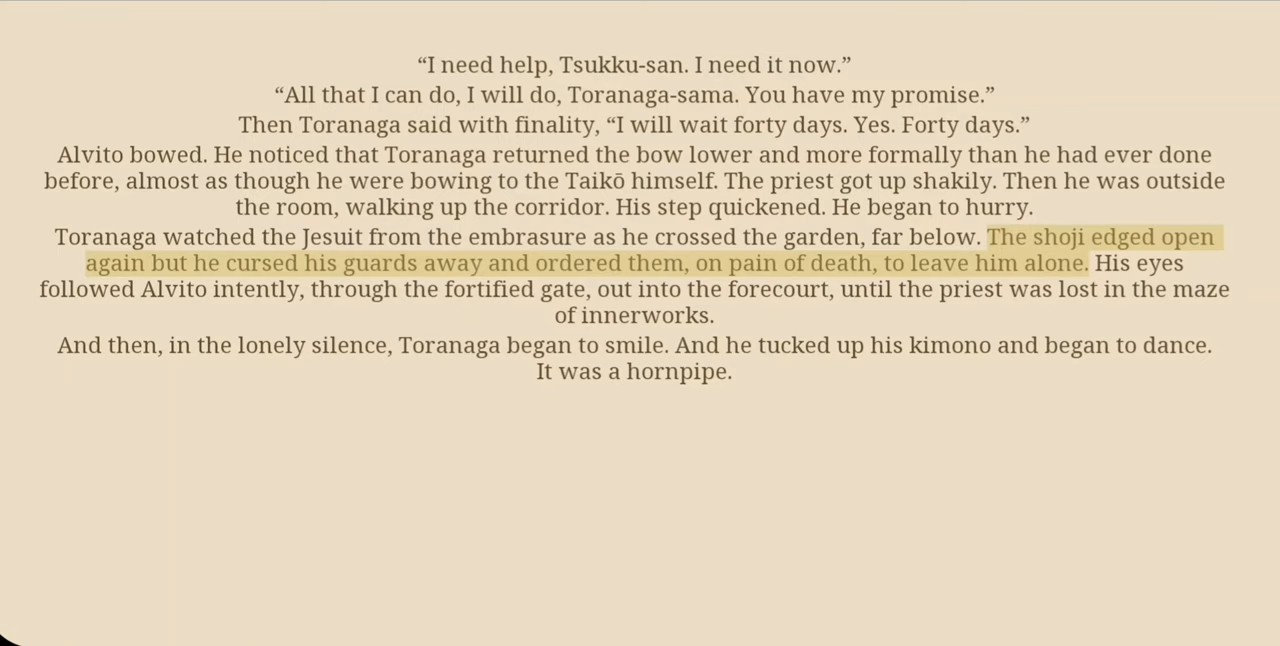 “I need help, Tsukku-san. I need it now.”
“All that I can do, I will do, Toranaga-sama. You have my promise.”
Then Toranaga said with finality, “I will wait forty days. Yes. Forty days.”
Alvito bowed. He noticed that Toranaga returned the bow lower and more formally than he had ever done
before, almost as though he were bowing to the Taikō himself. The priest got up shakily. Then he was outside
the room, walking up the corridor. His step quickened. He began to hurry.
Toranaga watched the Jesuit from the embrasure as he crossed the garden, far below. The shoji edged open
again but he cursed his guards away and ordered them, on pain of death, to leave him alone. His eyes
followed Alvito intently, through the fortified gate, out into the forecourt, until the priest was lost in the maze
of innerworks.
And then, in the lonely silence, Toranaga began to smile. And he tucked up his kimono and began to dance.
It was a hornpipe.